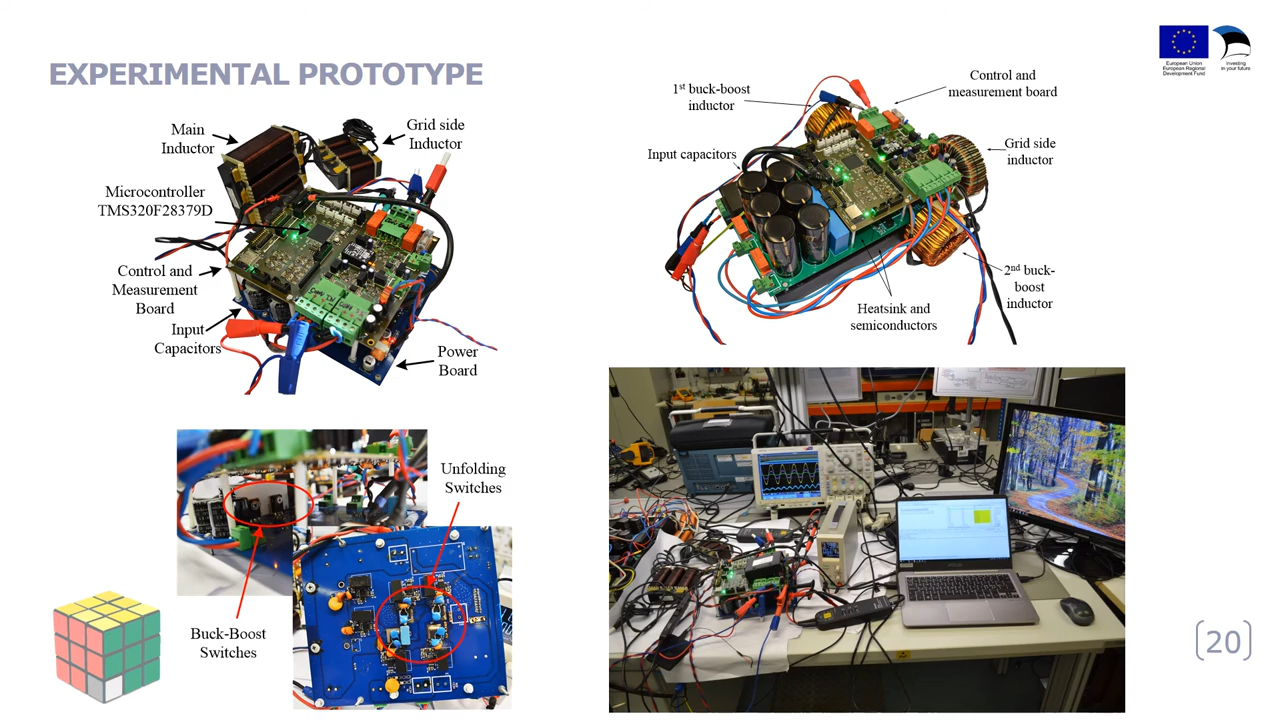 EXPERIMENTAL PROTOTYPE
European Union
European Regional
Development Fund
Investing
in your future
Main
Inductor
Grid side
Inductor
Microcontroller
TMS320F28379D
Control and
Measurement
Board
Input
Capacitors
Power
Board
1st buck-boost
inductor
Control and
measurement board
Input capacitors
Grid side
inductor
2nd buck-
boost
inductor
Heatsink and
semiconductors
Unfolding
Switches
Buck-Boost
Switches
[20]